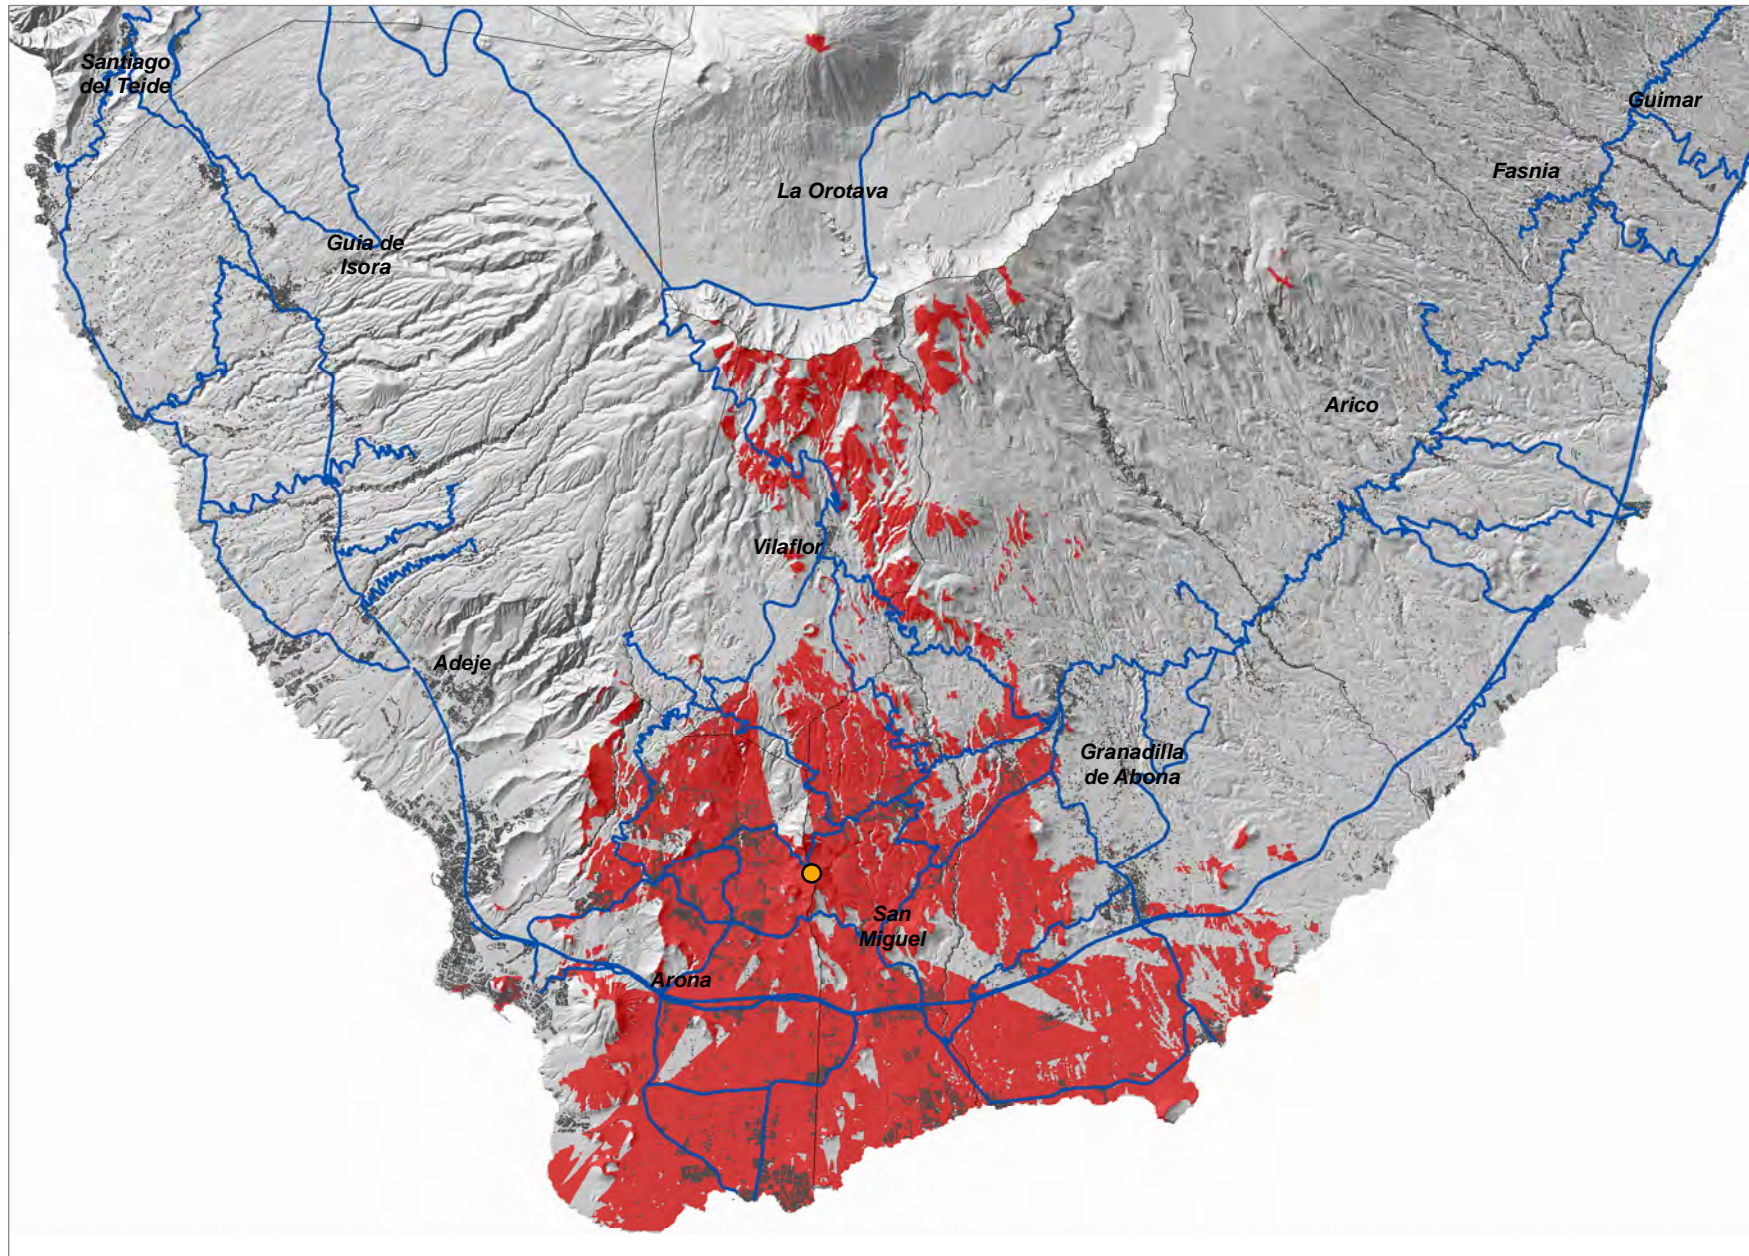 Santiago
del Teide
Guimar
Fasnia
La Orotava
Guia de
Isora
Arico
Vilaflor
Adeje
Granadilla
de Abona
San
Miguel
Arona